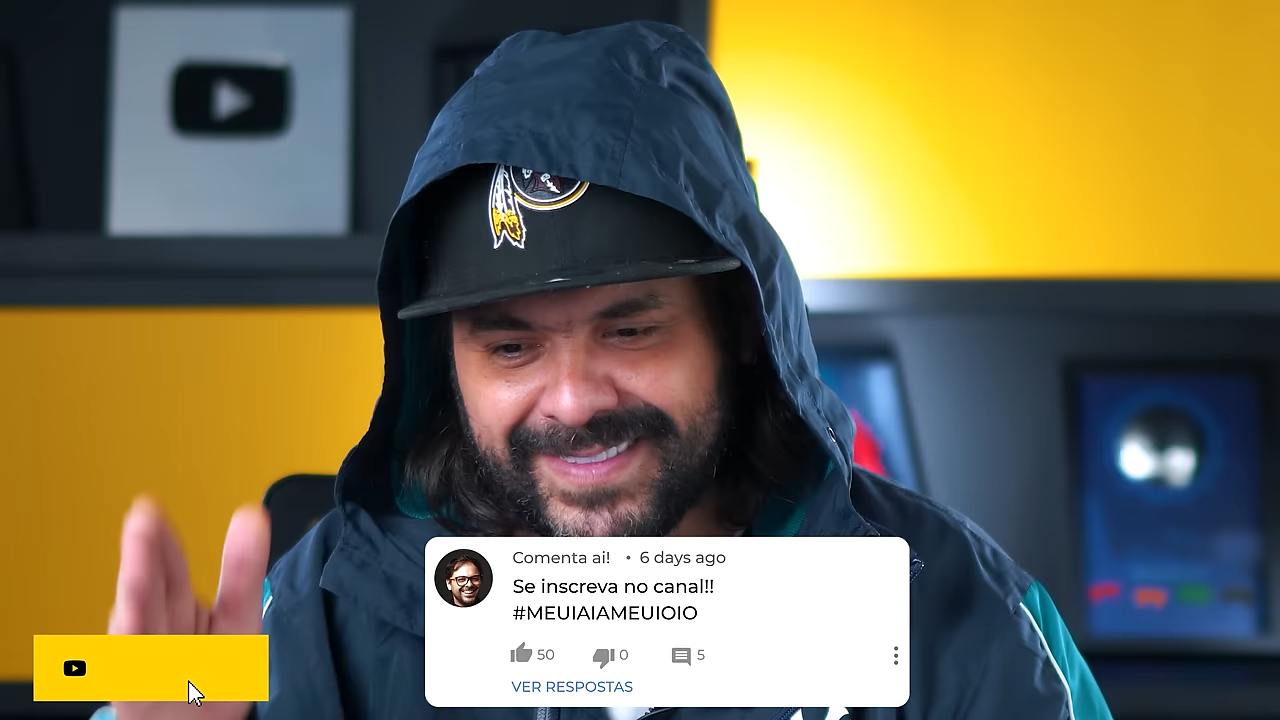 Comenta ai! • 6 days ago
Se inscreva no canal!!
#MEUIAIAMEUIOIO
50 0 5
VER RESPOSTAS